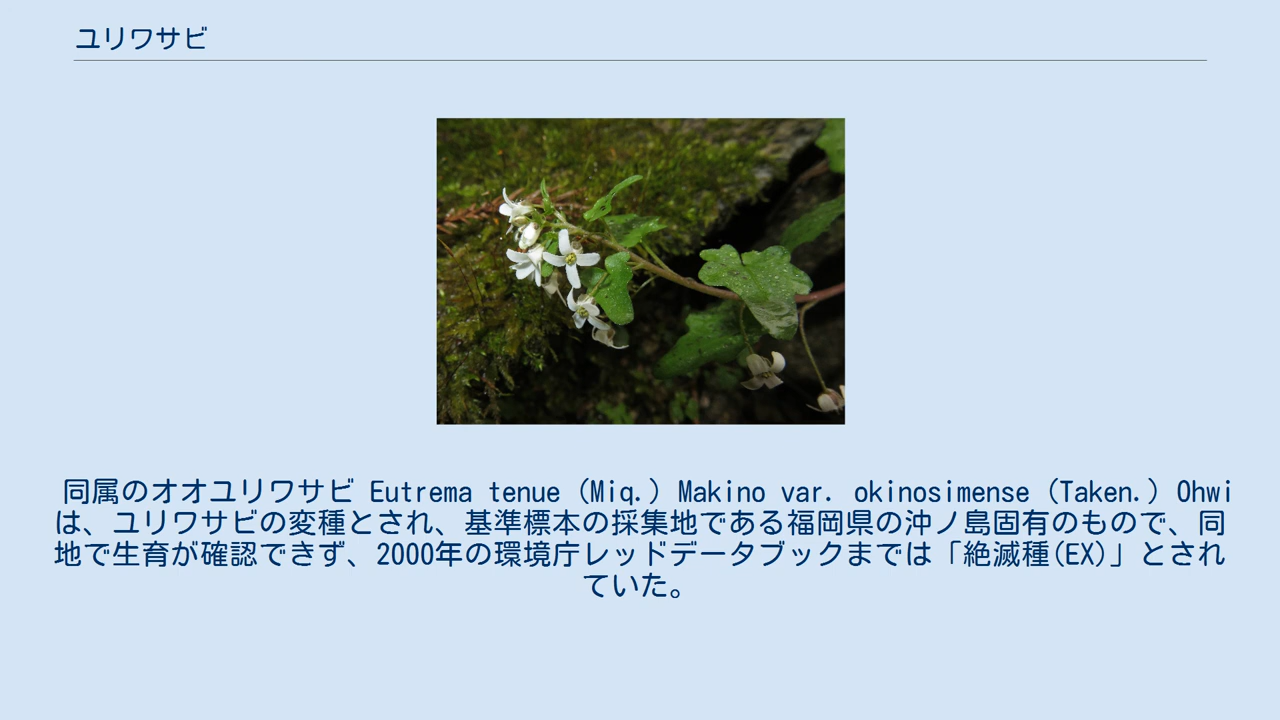 ユリワサビ
同属のオオユリワサビ Eutrema tenue (Miq.) Makino var. okinosimense (Taken.) Ohwi
は、ユリワサビの変種とされ、基準標本の採集地である福岡県の沖ノ島固有のもので、同
地で生育が確認できず、2000年の環境庁レッドデータブックまでは「絶滅種(EX)」とされ
ていた。